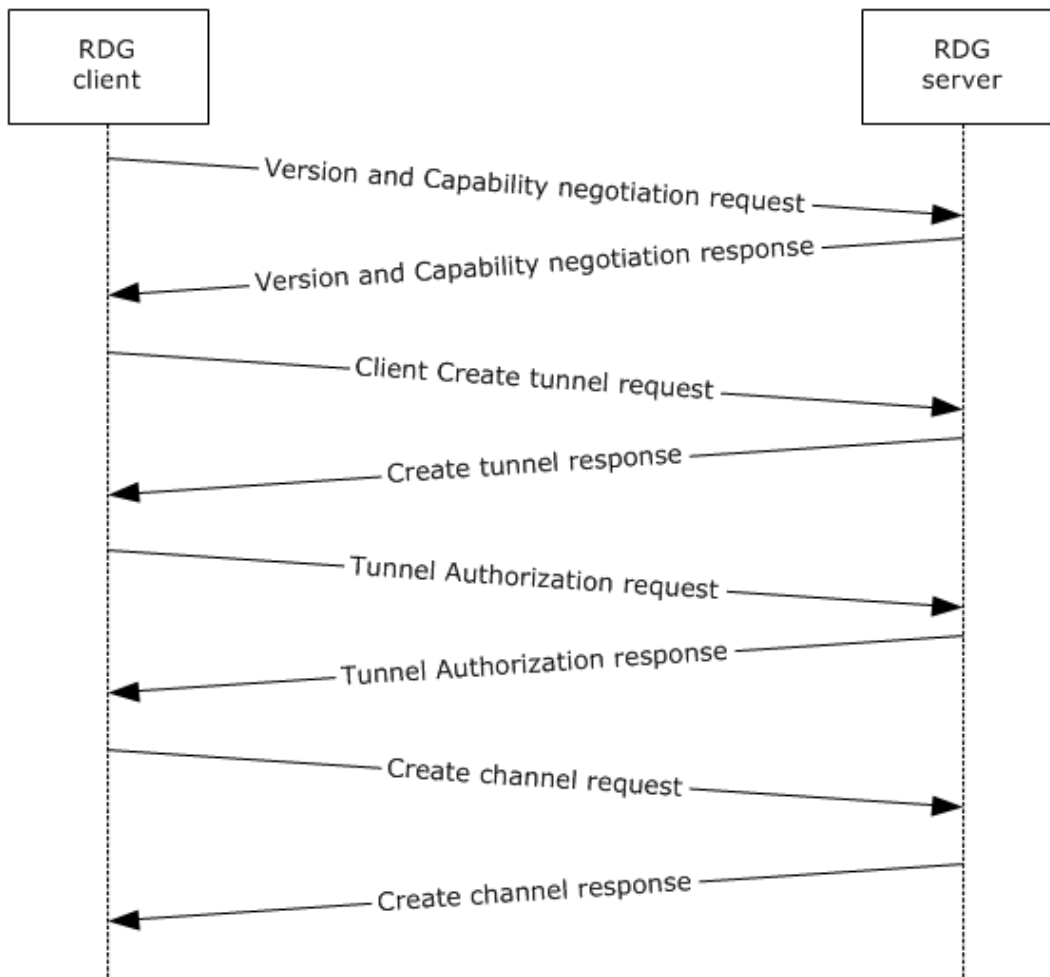 RDG
client
RDG
server
Version and Capability negotiation request
Version and Capability negotiation response
Client Create tunnel request
Create tunnel response
Tunnel Authorization request
Tunnel Authorization response
Create channel request
Create channel response